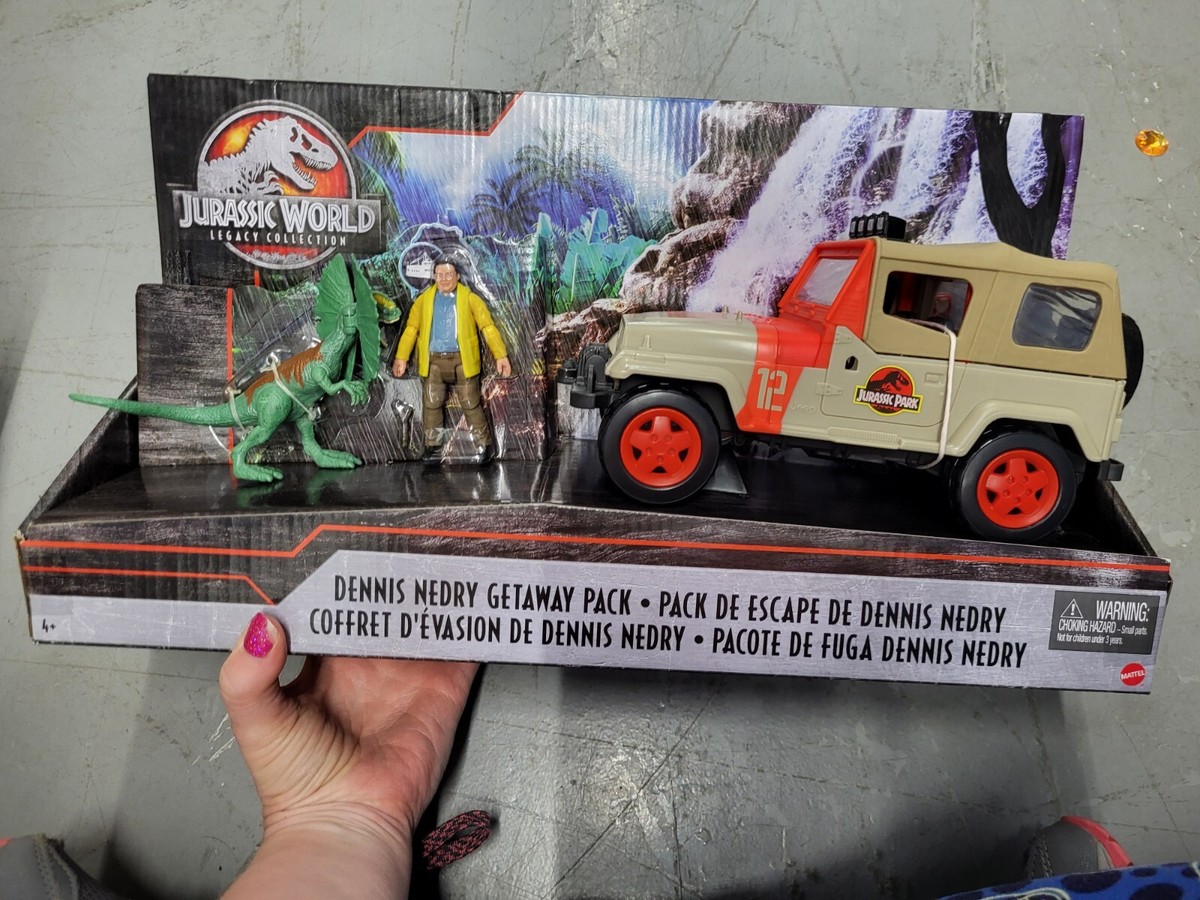 JURASSIC WORLD
LEGACY COLLECTION
12
JURASSIC PARK
DENNIS NEDRY GETAWAY PACK • PACK DE ESCAPE DE DENNIS NEDRY
COFFRET D'ÉVASION DE DENNIS NEDRY • PACOTE DE FUGA DENNIS NEDRY
4+
WARNING:
CHOKING HAZARD – Small parts.
Not for children under 3 years.
MATTEL